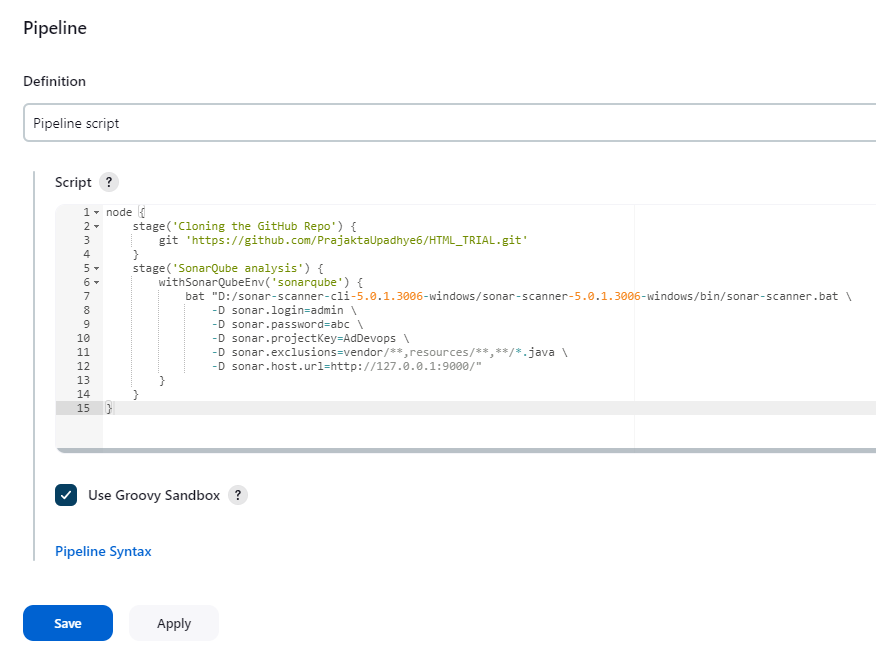 Pipeline
Definition
Pipeline script
Script ?
1 node {
2 stage('Cloning the GitHub Repo') {
3 git 'https://github.com/PrajaktaUpadhye6/HTML_TRIAL.git'
4 }
5 stage('SonarQube analysis') {
6 withSonarQubeEnv('sonarqube') {
7 bat "D:/sonar-scanner-cli-5.0.1.3006-windows/sonar-scanner-5.0.1.3006-windows/bin/sonar-scanner.bat \
8 -D sonar.login=admin \
9 -D sonar.password=abc \
10 -D sonar.projectKey=AdDevops \
11 -D sonar.exclusions=vendor/**,resources/**,**/*.java \
12 -D sonar.host.url=http://127.0.0.1:9000/"
13 }
14 }
15 }
Use Groovy Sandbox ?
Pipeline Syntax
Save Apply